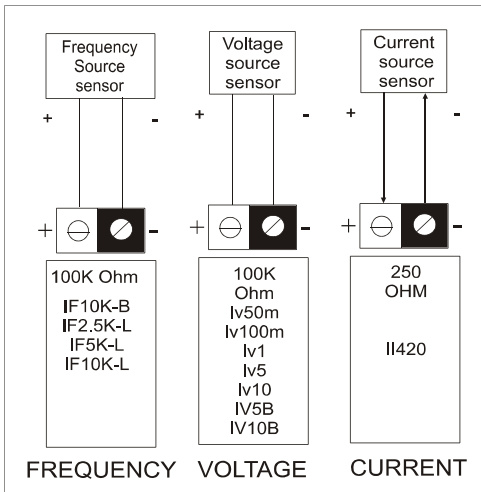 Frequency
Source
sensor
+ -
+ -
100K Ohm
IF10K-B
IF2.5K-L
IF5K-L
IF10K-L
FREQUENCY
Voltage
source
sensor
+ -
+ -
100K
Ohm
Iv50m
Iv100m
Iv1
Iv5
Iv10
IV5B
IV10B
VOLTAGE
Current
source
sensor
+ -
+ -
250
OHM
II420
CURRENT